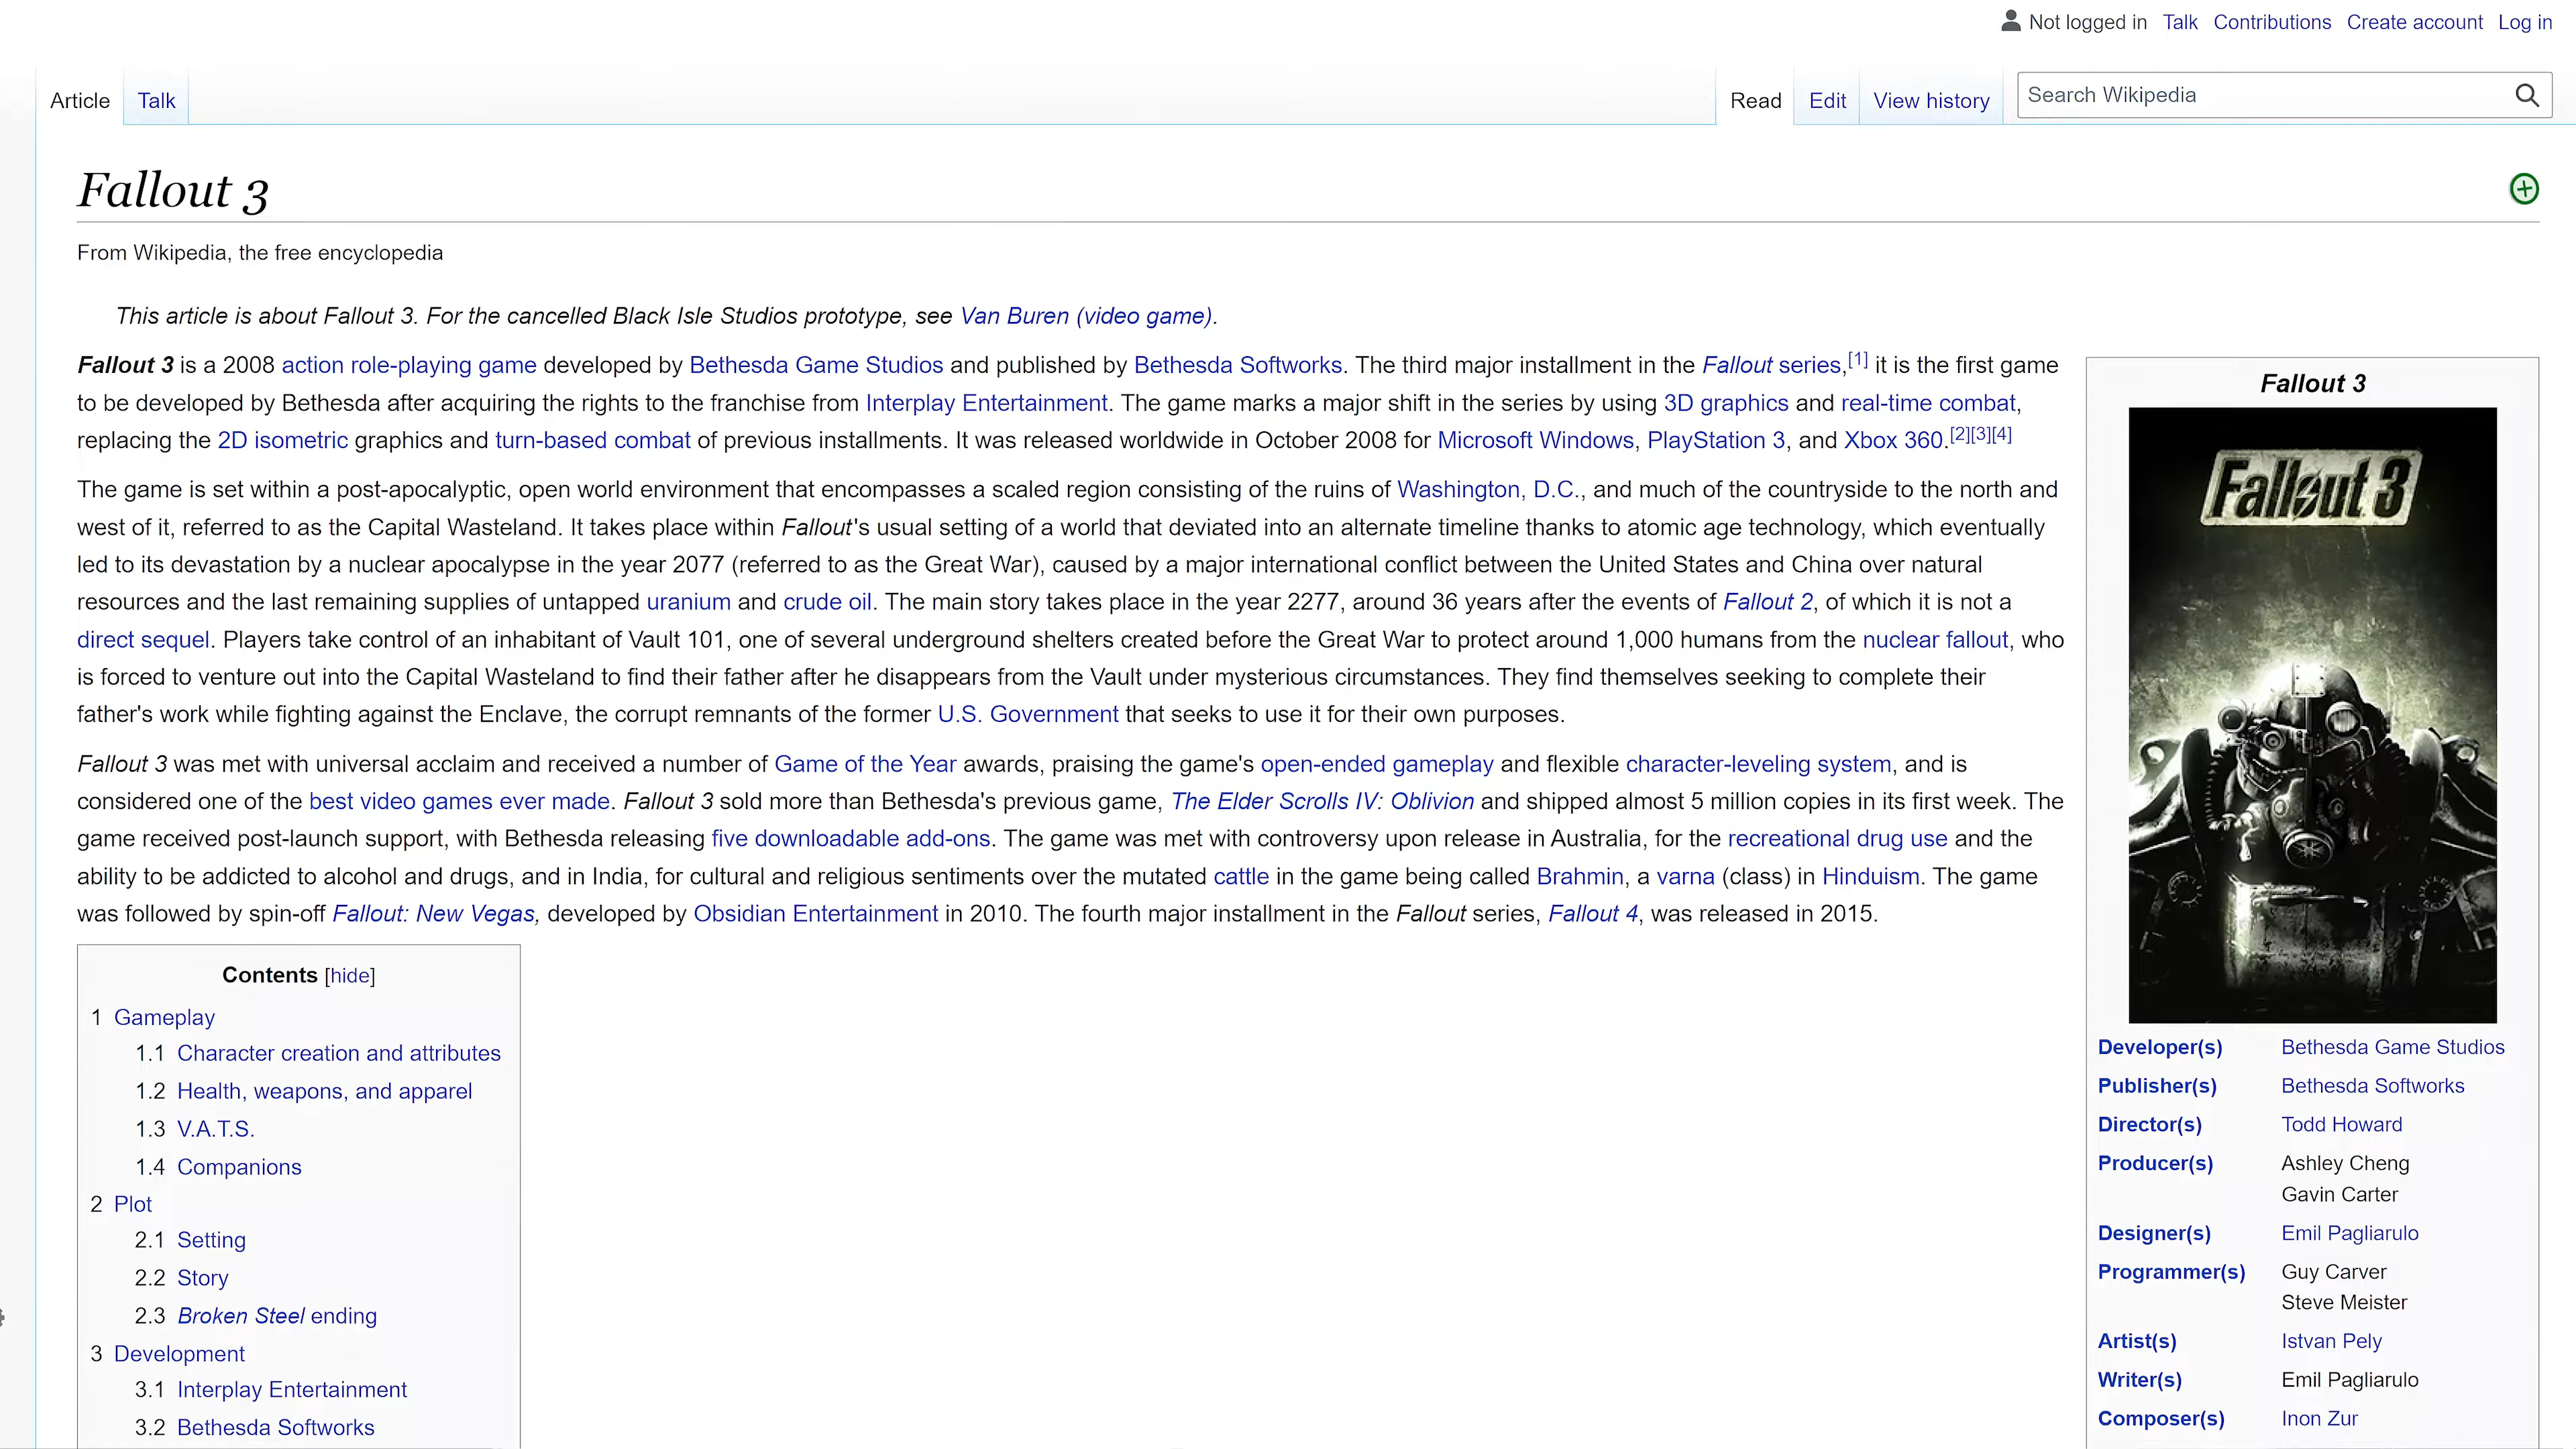 Not logged in Talk Contributions Create account Log in
Article Talk Read Edit View history Search Wikipedia
Fallout 3
From Wikipedia, the free encyclopedia
This article is about Fallout 3. For the cancelled Black Isle Studios prototype, see Van Buren (video game).
Fallout 3 is a 2008 action role-playing game developed by Bethesda Game Studios and published by Bethesda Softworks. The third major installment in the Fallout series,[1] it is the first game
to be developed by Bethesda after acquiring the rights to the franchise from Interplay Entertainment. The game marks a major shift in the series by using 3D graphics and real-time combat,
replacing the 2D isometric graphics and turn-based combat of previous installments. It was released worldwide in October 2008 for Microsoft Windows, PlayStation 3, and Xbox 360.[2][3][4]
The game is set within a post-apocalyptic, open world environment that encompasses a scaled region consisting of the ruins of Washington, D.C., and much of the countryside to the north and
west of it, referred to as the Capital Wasteland. It takes place within Fallout's usual setting of a world that deviated into an alternate timeline thanks to atomic age technology, which eventually
led to its devastation by a nuclear apocalypse in the year 2077 (referred to as the Great War), caused by a major international conflict between the United States and China over natural
resources and the last remaining supplies of untapped uranium and crude oil. The main story takes place in the year 2277, around 36 years after the events of Fallout 2, of which it is not a
direct sequel. Players take control of an inhabitant of Vault 101, one of several underground shelters created before the Great War to protect around 1,000 humans from the nuclear fallout, who
is forced to venture out into the Capital Wasteland to find their father after he disappears from the Vault under mysterious circumstances. They find themselves seeking to complete their
father's work while fighting against the Enclave, the corrupt remnants of the former U.S. Government that seeks to use it for their own purposes.
Fallout 3 was met with universal acclaim and received a number of Game of the Year awards, praising the game's open-ended gameplay and flexible character-leveling system, and is
considered one of the best video games ever made. Fallout 3 sold more than Bethesda's previous game, The Elder Scrolls IV: Oblivion and shipped almost 5 million copies in its first week. The
game received post-launch support, with Bethesda releasing five downloadable add-ons. The game was met with controversy upon release in Australia, for the recreational drug use and the
ability to be addicted to alcohol and drugs, and in India, for cultural and religious sentiments over the mutated cattle in the game being called Brahmin, a varna (class) in Hinduism. The game
was followed by spin-off Fallout: New Vegas, developed by Obsidian Entertainment in 2010. The fourth major installment in the Fallout series, Fallout 4, was released in 2015.
Contents [hide]
1 Gameplay
1.1 Character creation and attributes
1.2 Health, weapons, and apparel
1.3 V.A.T.S.
1.4 Companions
2 Plot
2.1 Setting
2.2 Story
2.3 Broken Steel ending
3 Development
3.1 Interplay Entertainment
3.2 Bethesda Softworks
Fallout 3
Fallout 3
Developer(s) Bethesda Game Studios
Publisher(s) Bethesda Softworks
Director(s) Todd Howard
Producer(s) Ashley Cheng
Gavin Carter
Designer(s) Emil Pagliarulo
Programmer(s) Guy Carver
Steve Meister
Artist(s) Istvan Pely
Writer(s) Emil Pagliarulo
Composer(s) Inon Zur